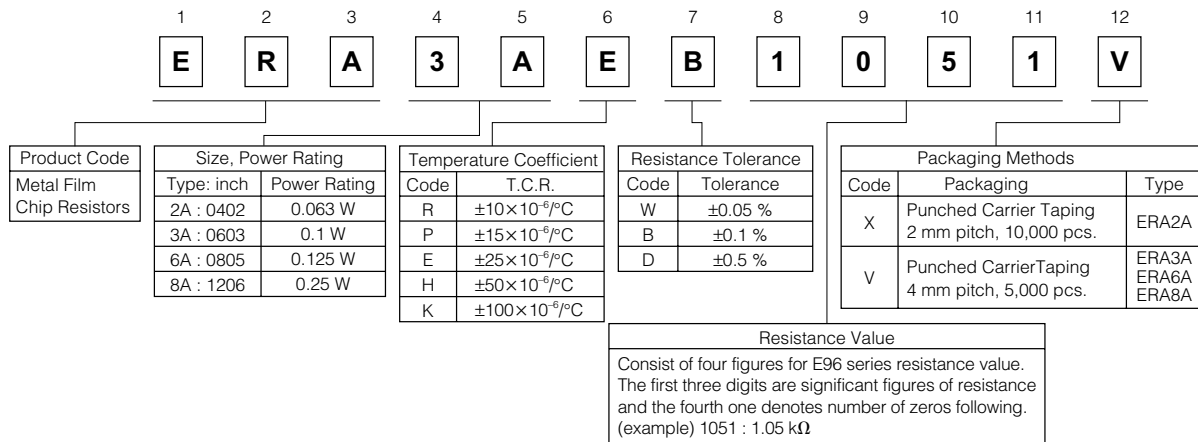 1 2 3 4 5 6 7 8 9 10 11 12
E R A 3 A E B 1 0 5 1 V
Product Code
Metal Film
Chip Resistors
Size, Power Rating
Type: inch Power Rating
2A : 0402 0.063 W
3A : 0603 0.1 W
6A : 0805 0.125 W
8A : 1206 0.25 W
Temperature Coefficient
Code T.C.R.
R ±10×10⁻⁶/°C
P ±15×10⁻⁶/°C
E ±25×10⁻⁶/°C
H ±50×10⁻⁶/°C
K ±100×10⁻⁶/°C
Resistance Tolerance
Code Tolerance
W ±0.05 %
B ±0.1 %
D ±0.5 %
Packaging Methods
Code Packaging Type
X Punched Carrier Taping
2 mm pitch, 10,000 pcs. ERA2A
V Punched CarrierTaping
4 mm pitch, 5,000 pcs. ERA3A
ERA6A
ERA8A
Resistance Value
Consist of four figures for E96 series resistance value.
The first three digits are significant figures of resistance
and the fourth one denotes number of zeros following.
(example) 1051 : 1.05 kΩ